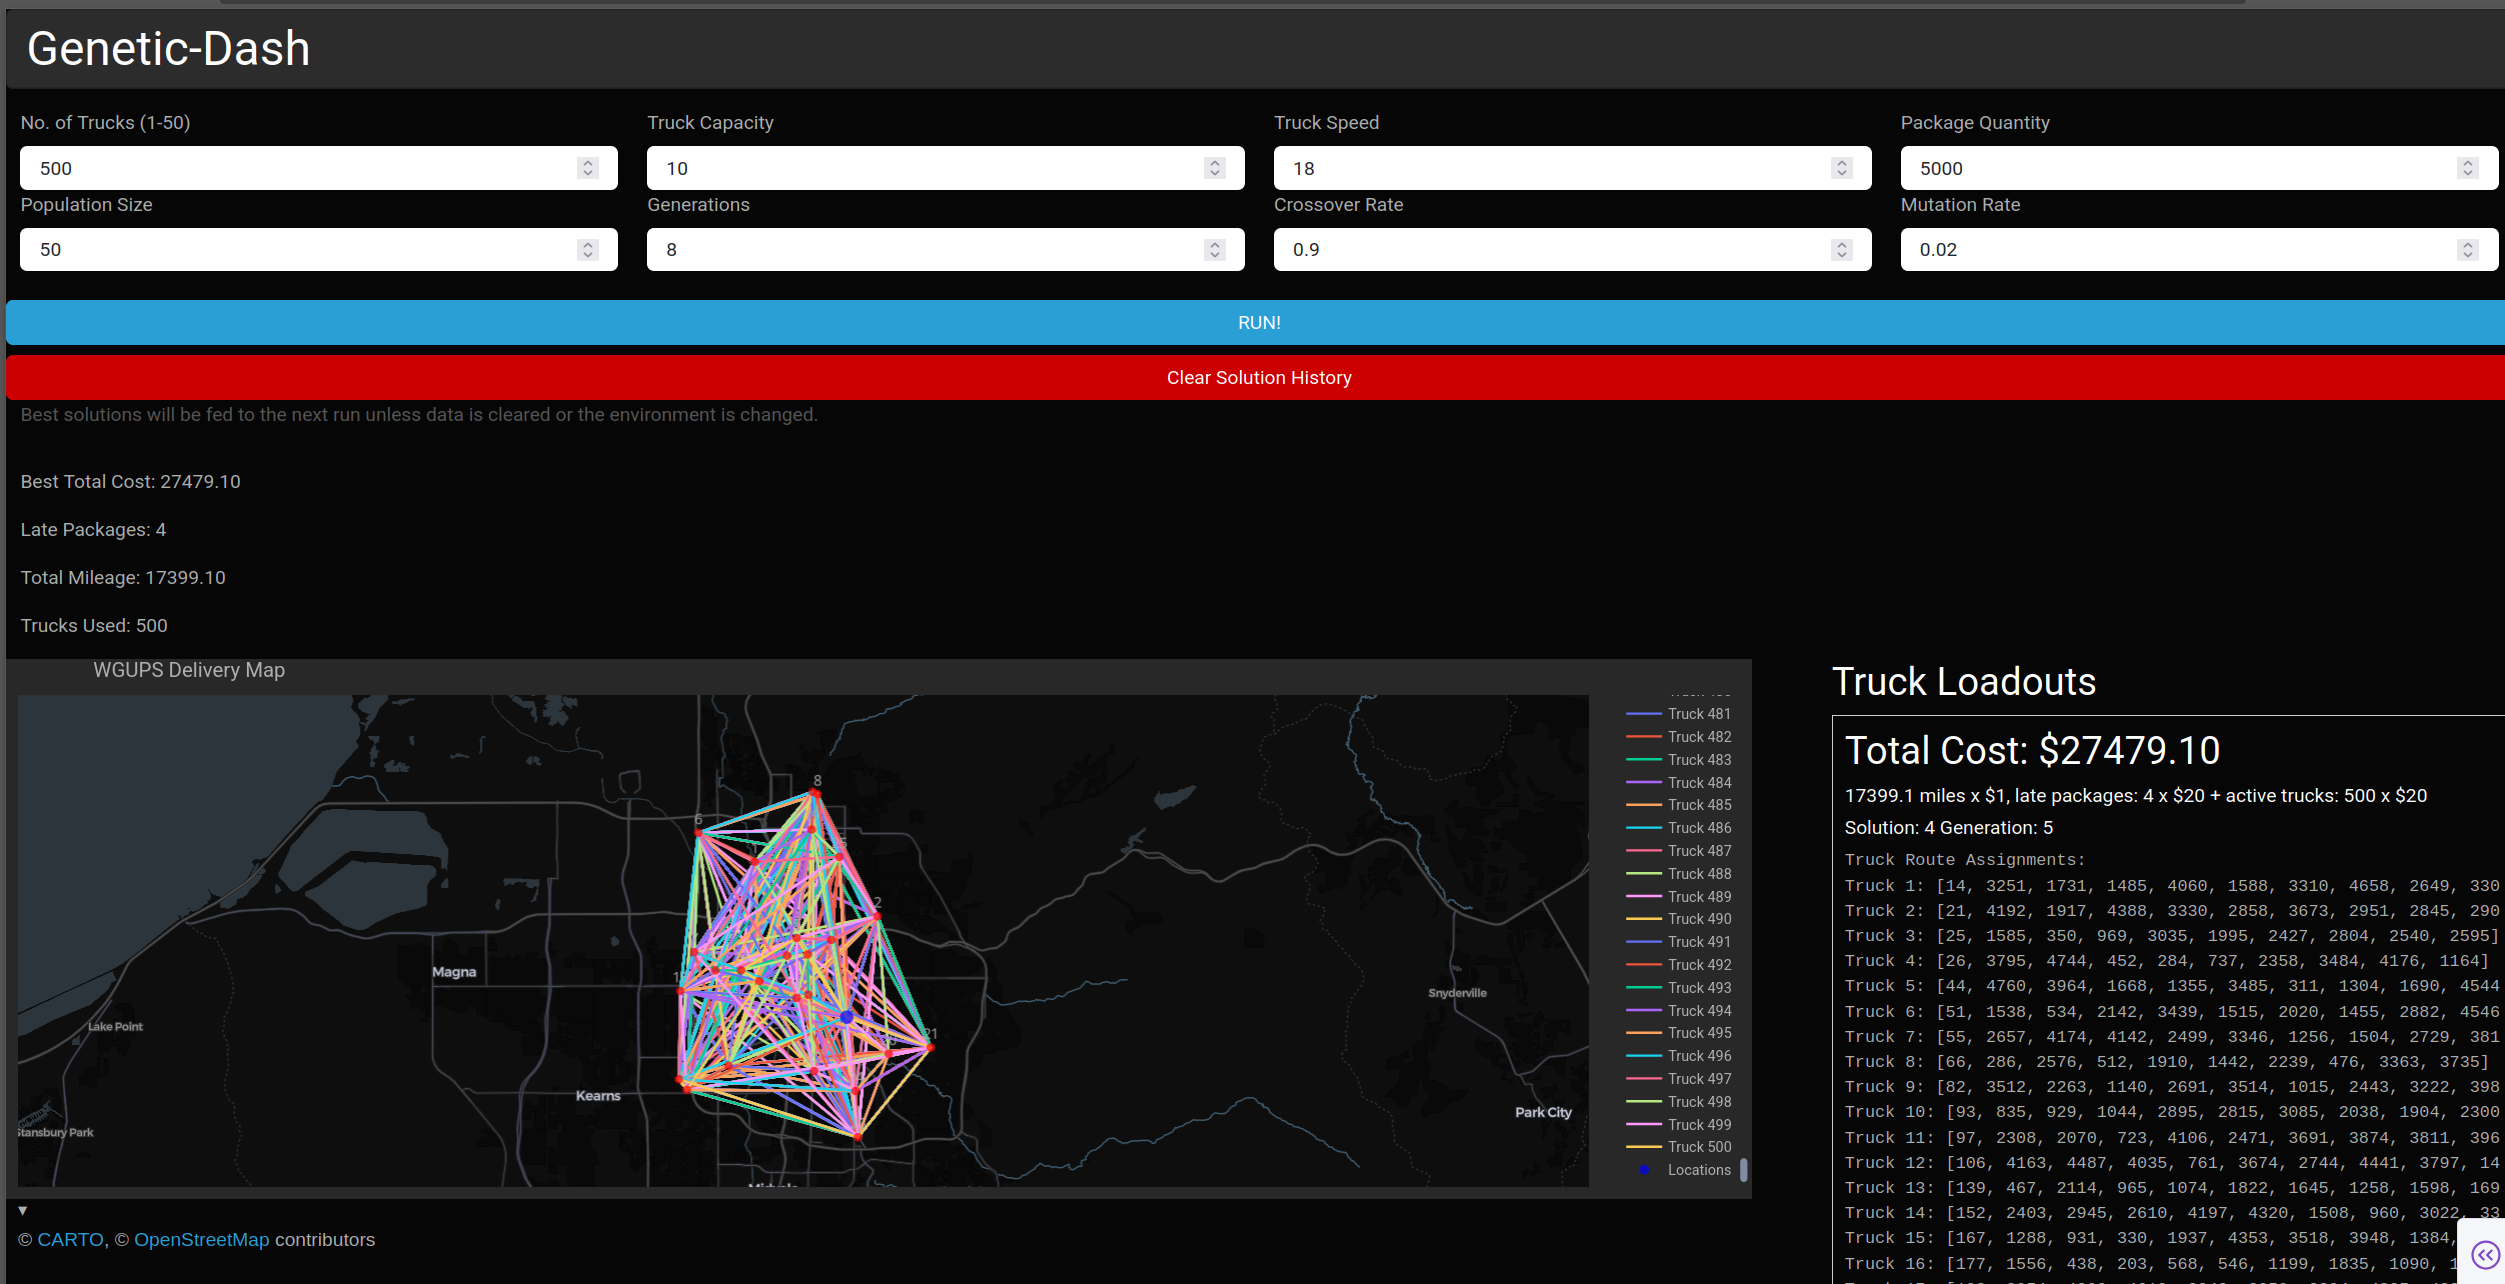 Genetic-Dash
No. of Trucks (1-50)
Truck Capacity
Truck Speed
Package Quantity
500
10
18
5000
Population Size
Generations
Crossover Rate
Mutation Rate
50
8
0.9
0.02
RUN!
Clear Solution History
Best solutions will be fed to the next run unless data is cleared or the environment is changed.
Best Total Cost: 27479.10
Late Packages: 4
Total Mileage: 17399.10
Trucks Used: 500
WGUPS Delivery Map
8
6
2
21
Magna
Lake Point
Kearns
Stansbury Park
Snyderville
Park City
Truck 481
Truck 482
Truck 483
Truck 484
Truck 485
Truck 486
Truck 487
Truck 488
Truck 489
Truck 490
Truck 491
Truck 492
Truck 493
Truck 494
Truck 495
Truck 496
Truck 497
Truck 498
Truck 499
Truck 500
Locations
▼
© CARTO, © OpenStreetMap contributors
Truck Loadouts
Total Cost: $27479.10
17399.1 miles x $1, late packages: 4 x $20 + active trucks: 500 x $20
Solution: 4 Generation: 5
Truck Route Assignments:
Truck 1: [14, 3251, 1731, 1485, 4060, 1588, 3310, 4658, 2649, 330
Truck 2: [21, 4192, 1917, 4388, 3330, 2858, 3673, 2951, 2845, 290
Truck 3: [25, 1585, 350, 969, 3035, 1995, 2427, 2804, 2540, 2595]
Truck 4: [26, 3795, 4744, 452, 284, 737, 2358, 3484, 4176, 1164]
Truck 5: [44, 4760, 3964, 1668, 1355, 3485, 311, 1304, 1690, 4544
Truck 6: [51, 1538, 534, 2142, 3439, 1515, 2020, 1455, 2882, 4546
Truck 7: [55, 2657, 4174, 4142, 2499, 3346, 1256, 1504, 2729, 381
Truck 8: [66, 286, 2576, 512, 1910, 1442, 2239, 476, 3363, 3735]
Truck 9: [82, 3512, 2263, 1140, 2691, 3514, 1015, 2443, 3222, 398
Truck 10: [93, 835, 929, 1044, 2895, 2815, 3085, 2038, 1904, 2300
Truck 11: [97, 2308, 2070, 723, 4106, 2471, 3691, 3874, 3811, 396
Truck 12: [106, 4163, 4487, 4035, 761, 3674, 2744, 4441, 3797, 14
Truck 13: [139, 467, 2114, 965, 1074, 1822, 1645, 1258, 1598, 169
Truck 14: [152, 2403, 2945, 2610, 4197, 4320, 1508, 960, 3022, 33
Truck 15: [167, 1288, 931, 330, 1937, 4353, 3518, 3948, 1384,
Truck 16: [177, 1556, 438, 203, 568, 546, 1199, 1835, 1090, 1